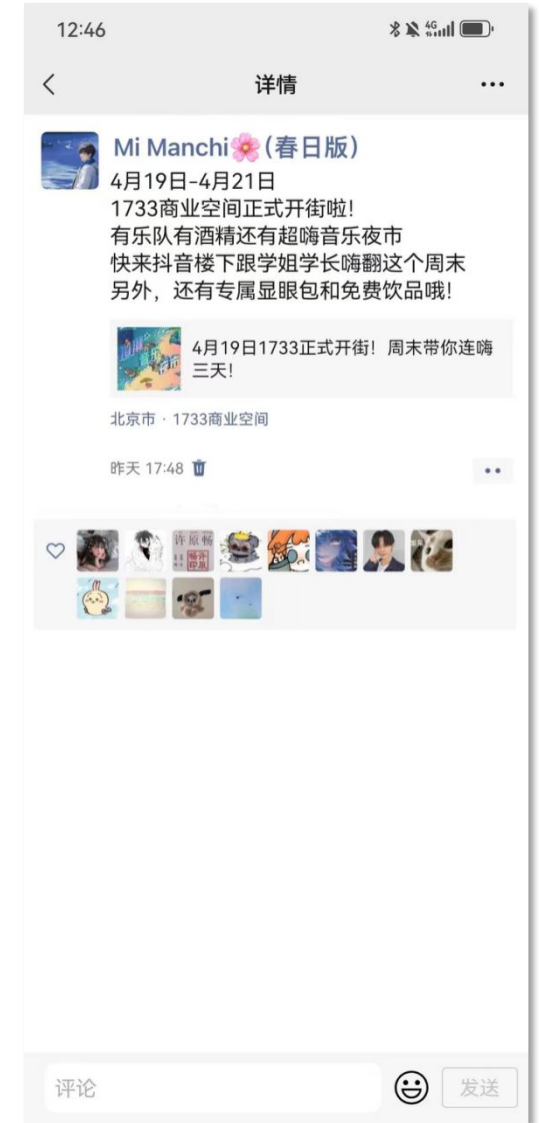 12:46
4G
详情
Mi Manchi🌸(春日版)
4月19日-4月21日
1733商业空间正式开街啦!
有乐队有酒精还有超嗨音乐夜市
快来抖音楼下跟学姐学长嗨翻这个周末
另外，还有专属显眼包和免费饮品哦!
4月19日1733正式开街！周末带你连嗨
三天!
北京市 · 1733商业空间
昨天 17:48
许原畅
评论
发送